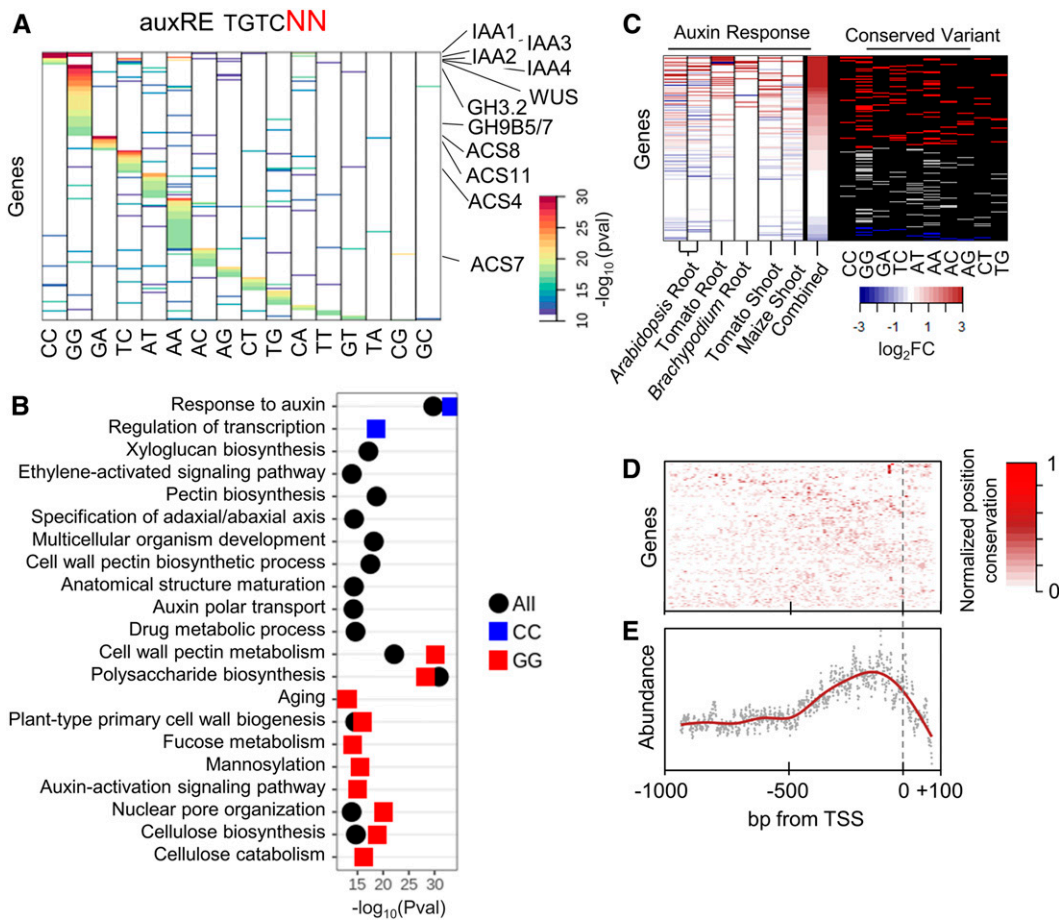 A
auxRE TGTCNN
Genes
IAA1
IAA3
IAA2
IAA4
WUS
GH3.2
GH9B5/7
ACS8
ACS11
ACS4
ACS7
30
25
20
15
10
-log10(pval)
CC GG GA TC AT AA AC AG CT TG CA TT GT TA CG GC
B
Response to auxin
Regulation of transcription
Xyloglucan biosynthesis
Ethylene-activated signaling pathway
Pectin biosynthesis
Specification of adaxial/abaxial axis
Multicellular organism development
Cell wall pectin biosynthetic process
Anatomical structure maturation
Auxin polar transport
Drug metabolic process
Cell wall pectin metabolism
Polysaccharide biosynthesis
Aging
Plant-type primary cell wall biogenesis
Fucose metabolism
Mannosylation
Auxin-activation signaling pathway
Nuclear pore organization
Cellulose biosynthesis
Cellulose catabolism
15 20 25 30
-log10(Pval)
All
CC
GG
C
Auxin Response
Conserved Variant
Genes
Arabidopsis Root
Tomato Root
Brachypodium Root
Tomato Shoot
Maize Shoot
Combined
CC GG GA TC AT AA AC AG CT TG
-3 -1 1 3
log2FC
D
Genes
Normalized position
conservation
1
0
E
Abundance
-1000 -500 0 +100
bp from TSS